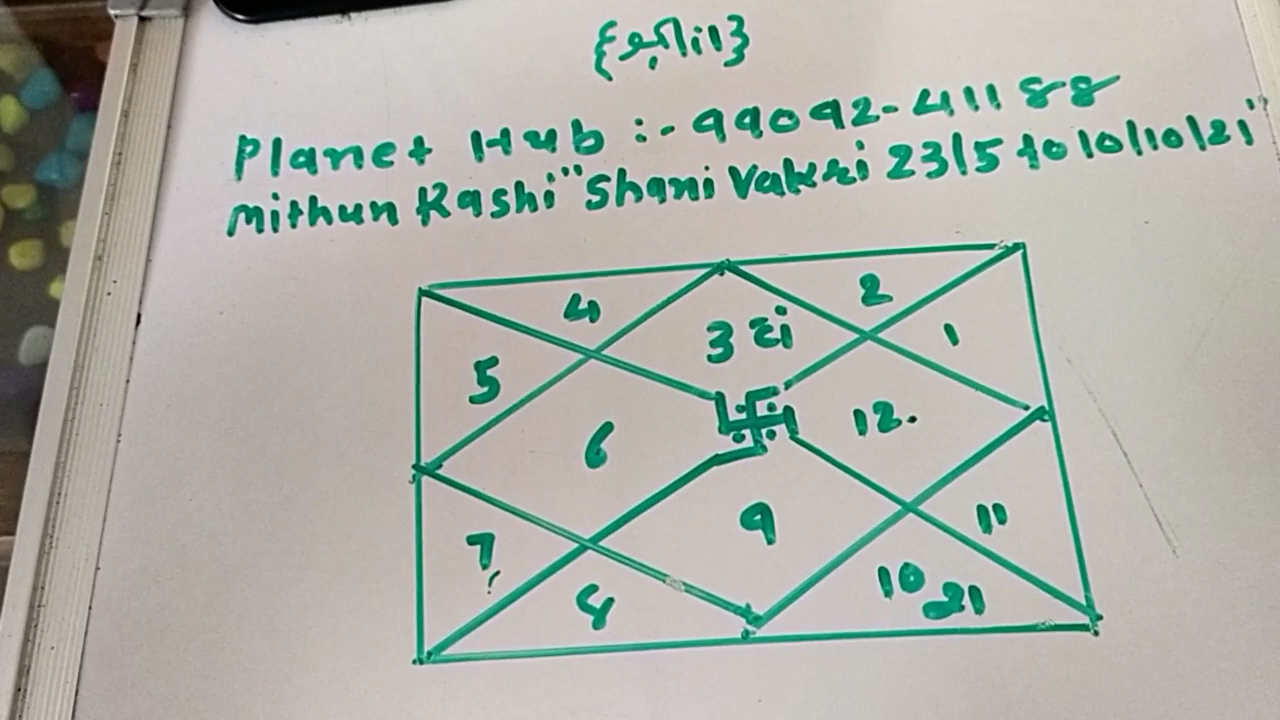 Planet Hub :- 99092-41188
Mithun Rashi "Shani Vakri 23/5 to 10/10/21"
4
2
3 રાં
1
5
6
12.
9
7
11
8
10 શ